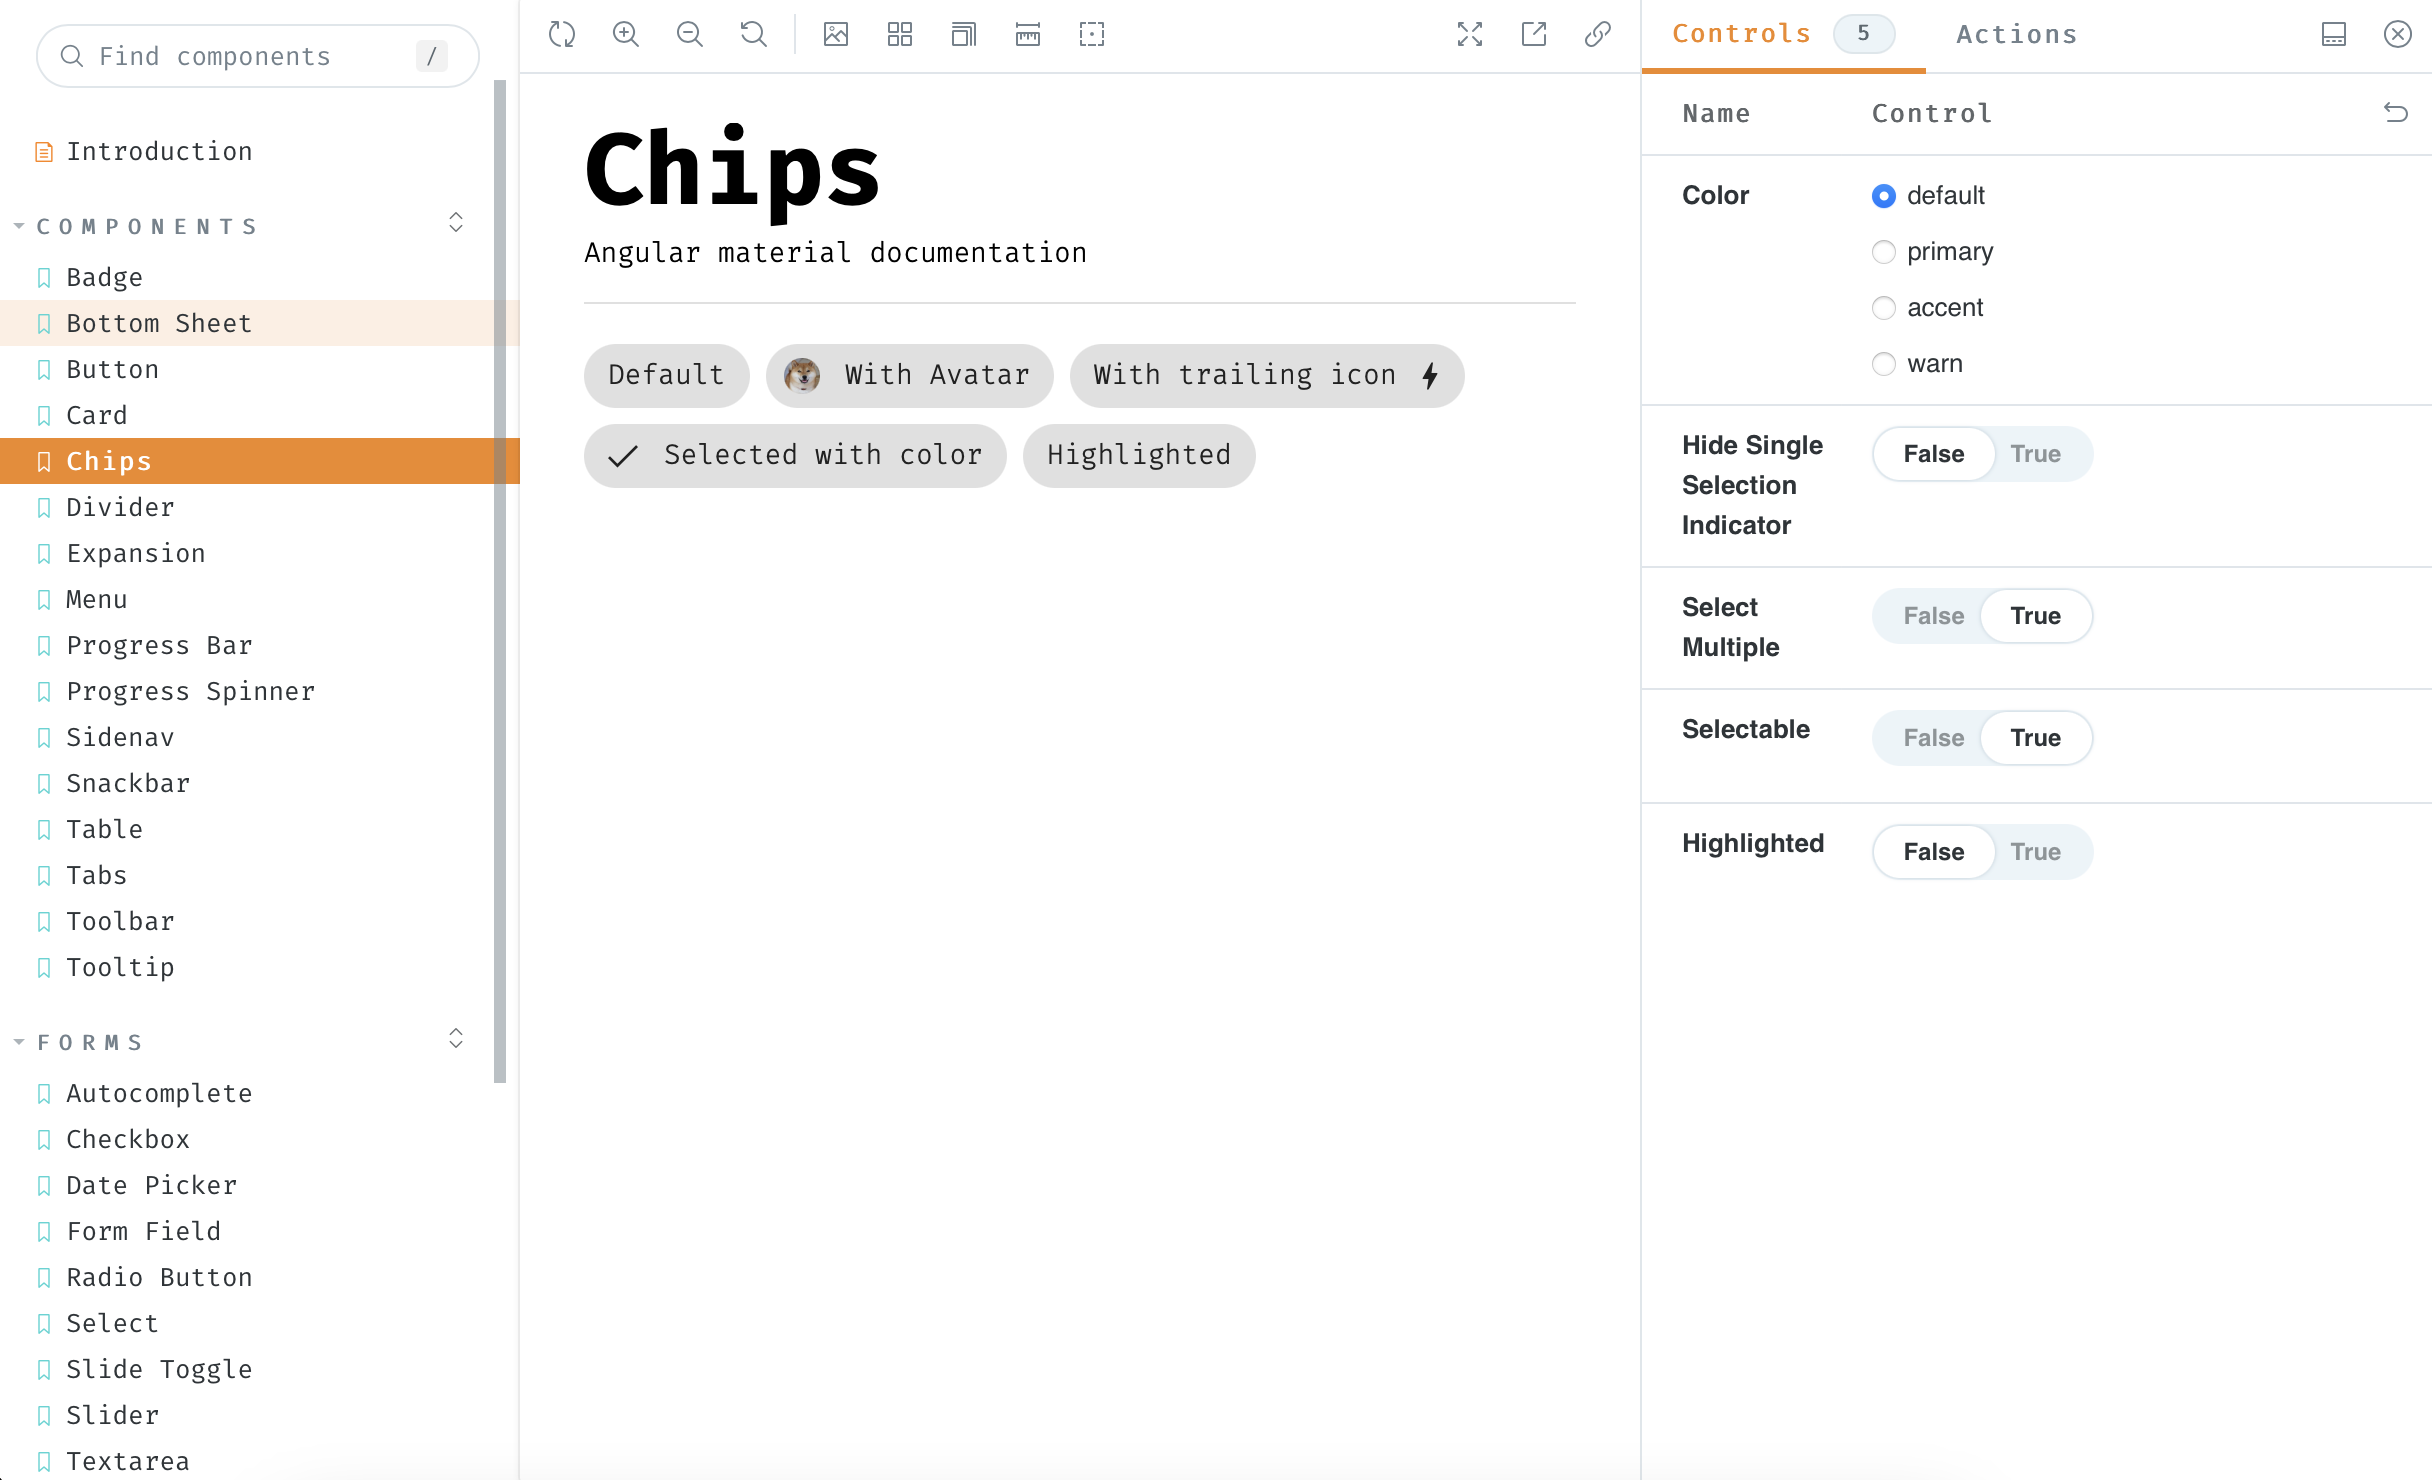 Find components /
Introduction
COMPONENTS
Badge
Bottom Sheet
Button
Card
Chips
Divider
Expansion
Menu
Progress Bar
Progress Spinner
Sidenav
Snackbar
Table
Tabs
Toolbar
Tooltip
FORMS
Autocomplete
Checkbox
Date Picker
Form Field
Radio Button
Select
Slide Toggle
Slider
Textarea
Chips
Angular material documentation
Default With Avatar With trailing icon
Selected with color Highlighted
Controls 5 Actions
Name Control
Color default
primary
accent
warn
Hide Single False True
Selection
Indicator
Select False True
Multiple
Selectable False True
Highlighted False True